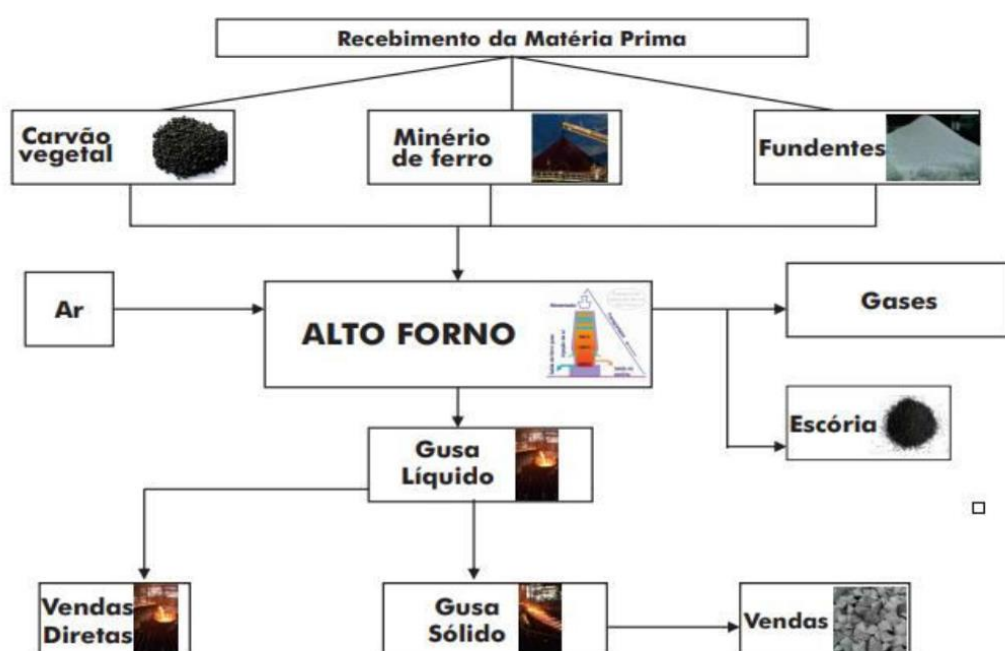 Recebimento da Matéria Prima
Carvão
vegetal
Minério
de ferro
Fundentes
Ar
ALTO FORNO
Gases
Escória
Gusa
Líquido
Vendas
Diretas
Gusa
Sólido
Vendas